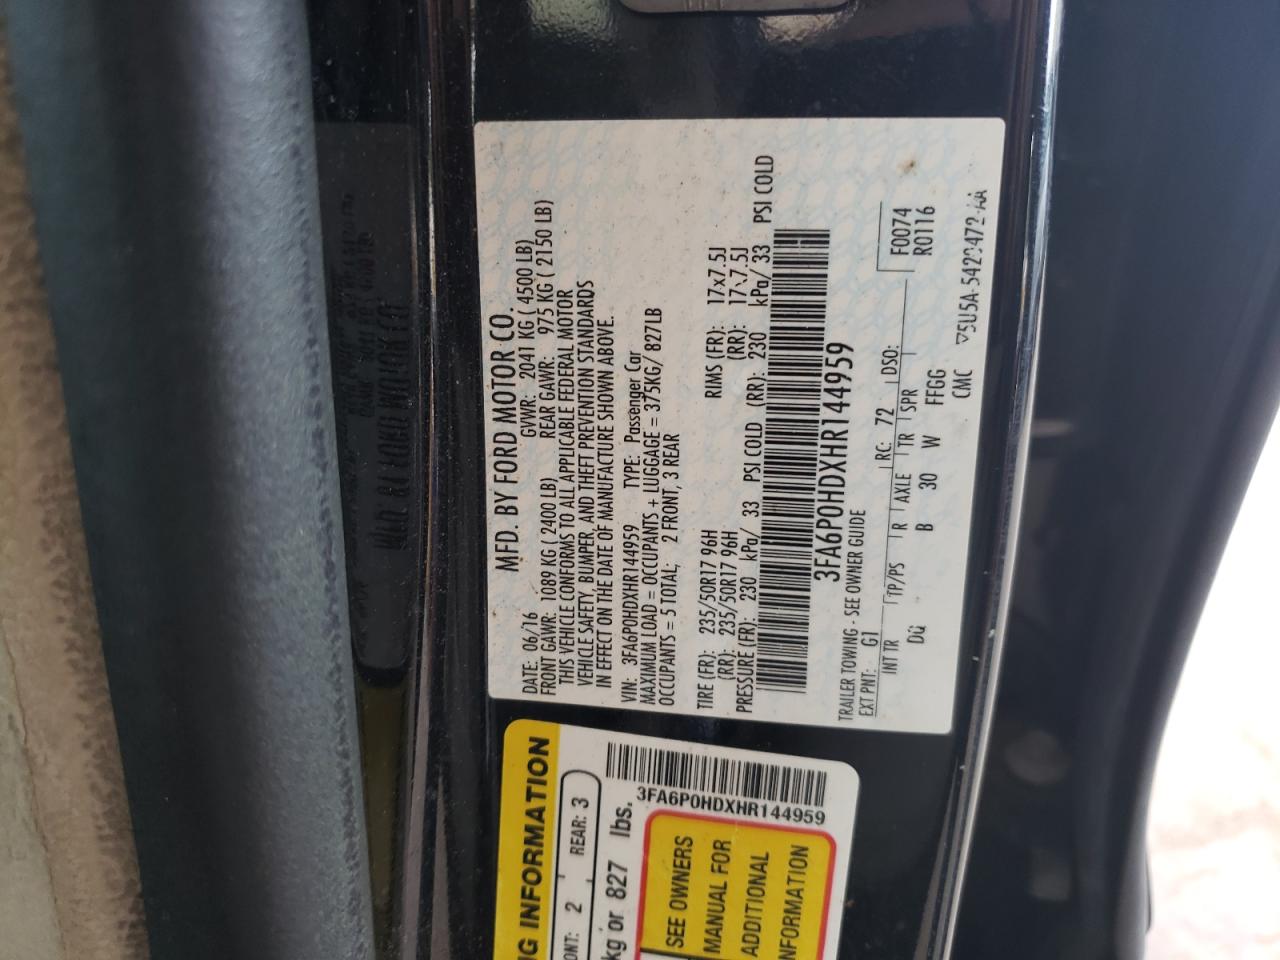 MFD. BY FORD MOTOR CO.
DATE: 06/16 GVWR: 2041 KG ( 4500 LB)
FRONT GAWR: 1089 KG ( 2400 LB) REAR GAWR: 975 KG ( 2150 LB)
THIS VEHICLE CONFORMS TO ALL APPLICABLE FEDERAL MOTOR
VEHICLE SAFETY, BUMPER, AND THEFT PREVENTION STANDARDS
IN EFFECT ON THE DATE OF MANUFACTURE SHOWN ABOVE.
VIN: 3FA6P0HDXHR144959 TYPE: Passenger Car
MAXIMUM LOAD = OCCUPANTS + LUGGAGE = 375KG/ 827LB
OCCUPANTS = 5 TOTAL; 2 FRONT, 3 REAR
TIRE (FR): 235/50R17 96H RIMS (FR): 17x7.5J
(RR): 235/50R17 96H (RR): 17x7.5J
PRESSURE (FR): 230 kPa/ 33 PSI COLD (RR): 230 kPa/ 33 PSI COLD
3FA6P0HDXHR144959
TRAILER TOWING - SEE OWNER GUIDE
EXT PNT: G1 RC: 72 DSO: F0074
INT TR TP/PS R AXLE TR SPR R0116
DÜ B 30 W FFGG
CMC 5U5A-5420472-AA
NG INFORMATION
ONT: 2 REAR: 3
kg or 827 lbs.
3FA6P0HDXHR144959
SEE OWNERS
MANUAL FOR
ADDITIONAL
INFORMATION